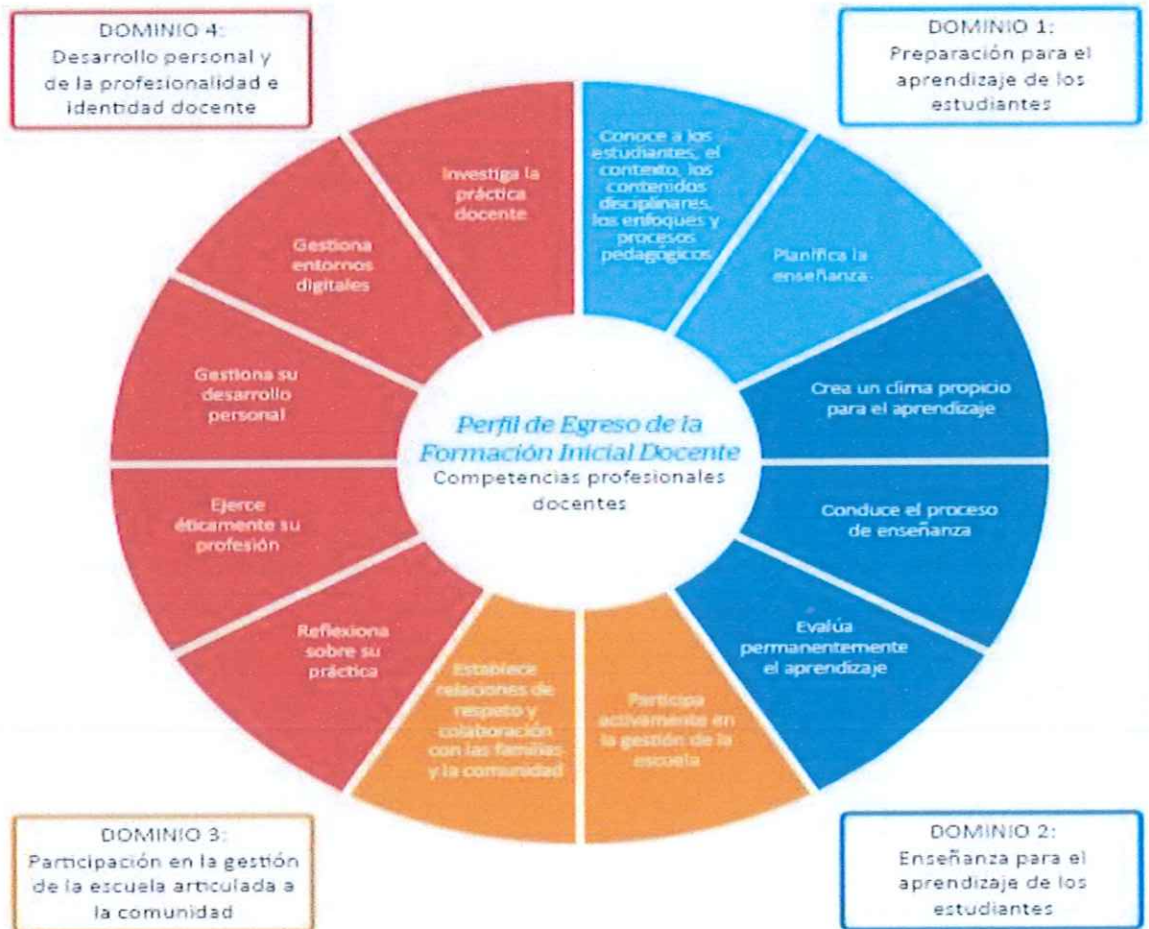 DOMINIO 4:
Desarrollo personal y
de la profesionalidad e
identidad docente
DOMINIO 1:
Preparación para el
aprendizaje de los
estudiantes
Investiga la
práctica
docente
Conoce a los
estudiantes, el
contexto, los
contenidos
disciplinares,
los enfoques y
procesos
pedagógicos
Gestiona
entornos
digitales
Planifica la
enseñanza
Gestiona su
desarrollo
personal
Crea un clima propicio
para el aprendizaje
Perfil de Egreso de la
Formación Inicial Docente
Competencias profesionales
docentes
Ejerce
éticamente su
profesión
Conduce el proceso
de enseñanza
Reflexiona
sobre su
práctica
Evalúa
permanentemente
el aprendizaje
Establece
relaciones de
respeto y
colaboración
con las familias
y la comunidad
Participa
activamente en
la gestión de la
escuela
DOMINIO 3:
Participación en la gestión
de la escuela articulada a
la comunidad
DOMINIO 2:
Enseñanza para el
aprendizaje de los
estudiantes